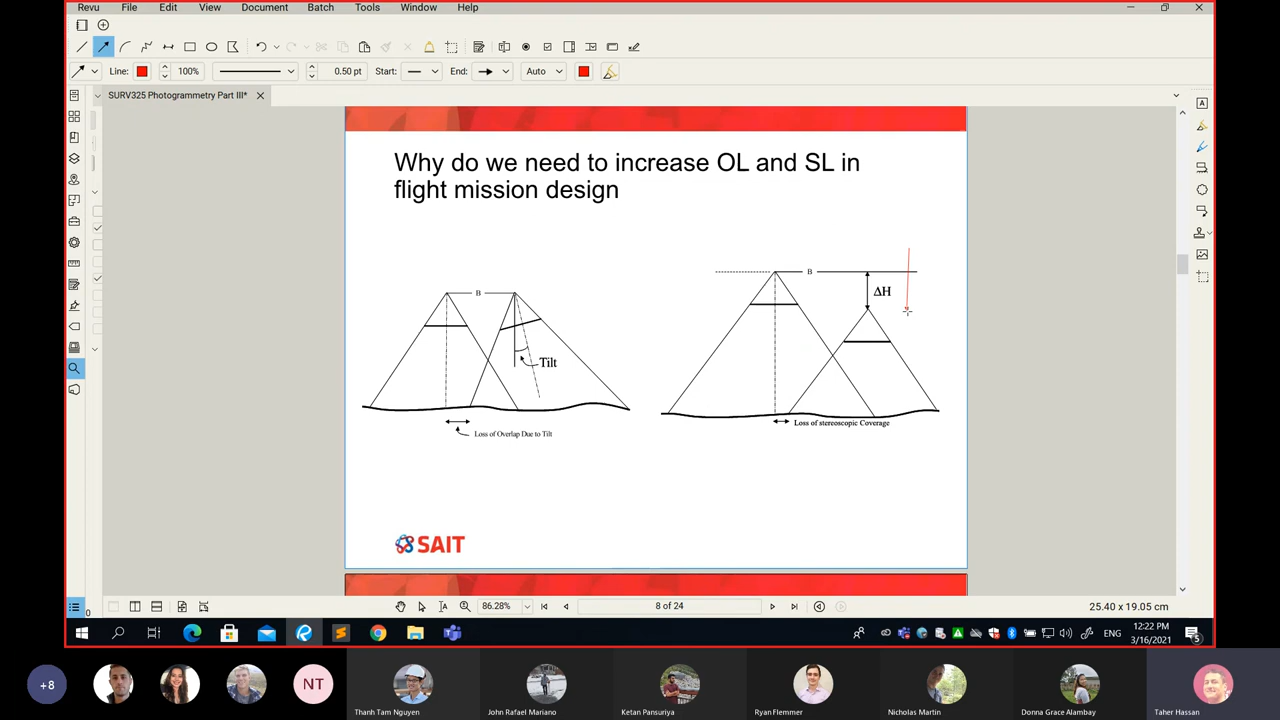 Revu File Edit View Document Batch Tools Window Help
Line: 100% 0.50 pt Start: End: Auto
SURV325 Photogrammetry Part III*
Why do we need to increase OL and SL in
flight mission design
B
Tilt
Loss of Overlap Due to Tilt
B
ΔH
Loss of stereoscopic Coverage
SAIT
0
86.28% 8 of 24 25.40 x 19.05 cm
ENG
12:22 PM
3/16/2021
5
+8
NT
Thanh Tam Nguyen
John Rafael Mariano
Ketan Pansuriya
Ryan Flemmer
Nicholas Martin
Donna Grace Alambay
Taher Hassan